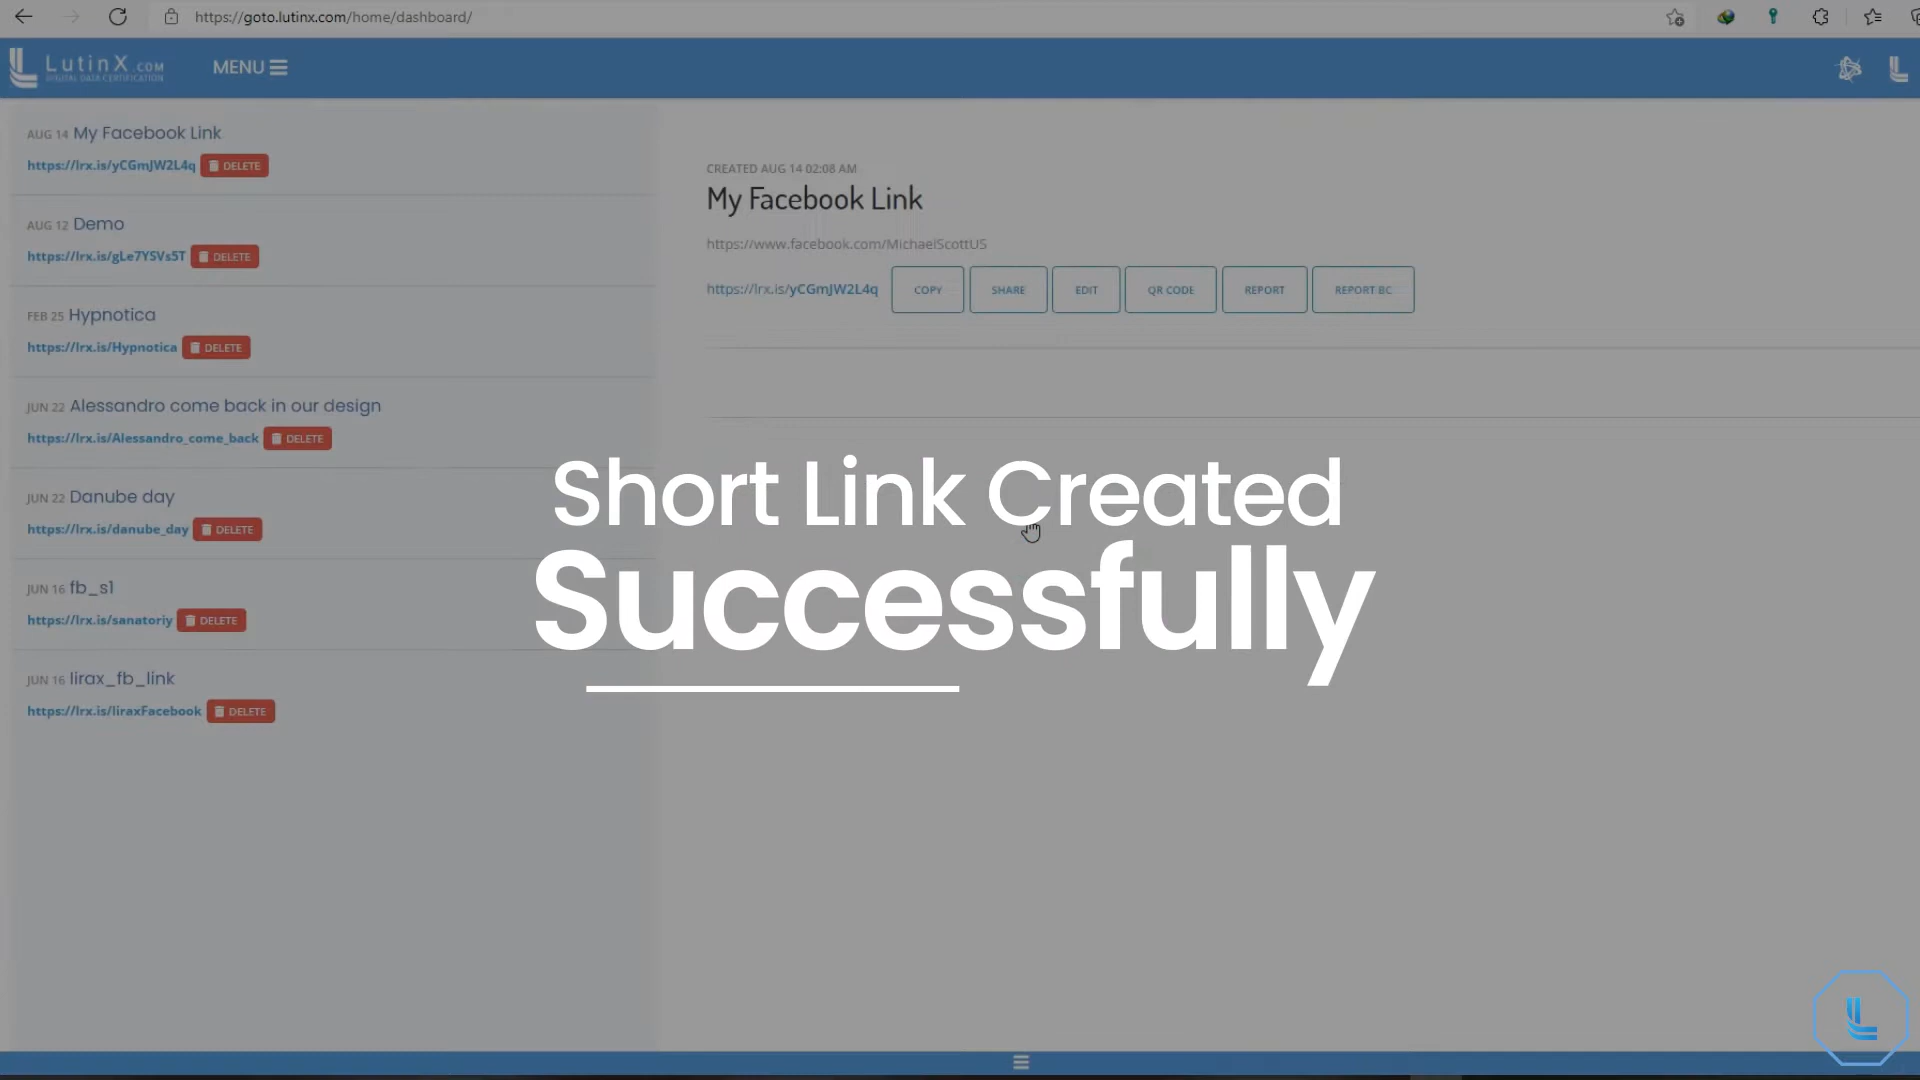 https://goto.lutinx.com/home/dashboard/
LutinX.COM
DIGITAL DATA CERTIFICATION
MENU
AUG 14 My Facebook Link
https://lrx.is/yCGmJW2L4q DELETE
AUG 12 Demo
https://lrx.is/gLe7YSVs5T DELETE
FEB 25 Hypnotica
https://lrx.is/Hypnotica DELETE
JUN 22 Alessandro come back in our design
https://lrx.is/Alessandro_come_back DELETE
JUN 22 Danube day
https://lrx.is/danube_day DELETE
JUN 16 fb_s1
https://lrx.is/sanatoriy DELETE
JUN 16 lirax_fb_link
https://lrx.is/liraxFacebook DELETE
CREATED AUG 14 02:08 AM
My Facebook Link
https://www.facebook.com/MichaelScottUS
https://lrx.is/yCGmJW2L4q COPY SHARE EDIT QR CODE REPORT REPORT BC
Short Link Created
Successfully